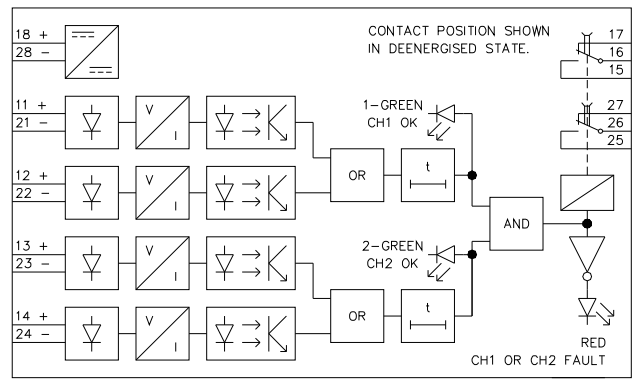 18 +
28 −
CONTACT POSITION SHOWN
IN DEENERGISED STATE.
17
16
15
11 +
21 −
V
I
1−GREEN
CH1 OK
27
26
25
OR
t
12 +
22 −
V
I
AND
13 +
23 −
V
I
2−GREEN
CH2 OK
OR
t
14 +
24 −
V
I
RED
CH1 OR CH2 FAULT